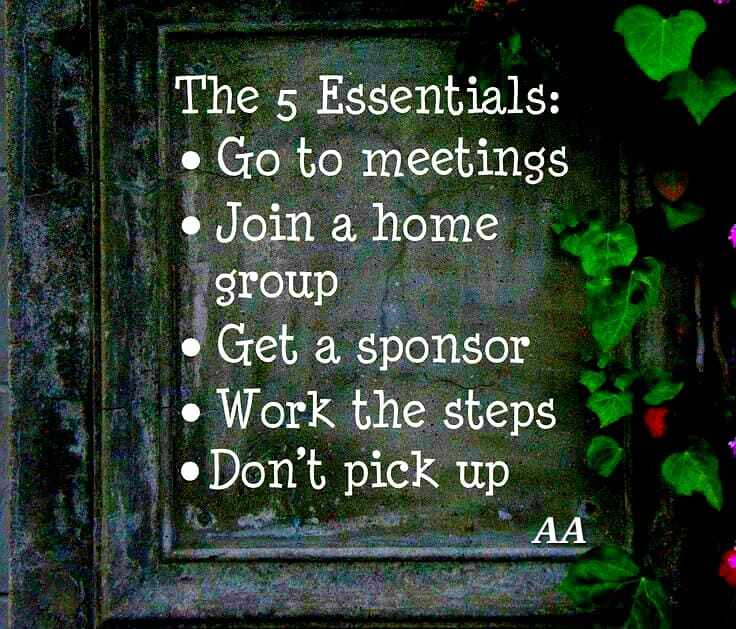 The 5 Essentials:
• Go to meetings
• Join a home
group
• Get a sponsor
• Work the steps
• Don't pick up
AA